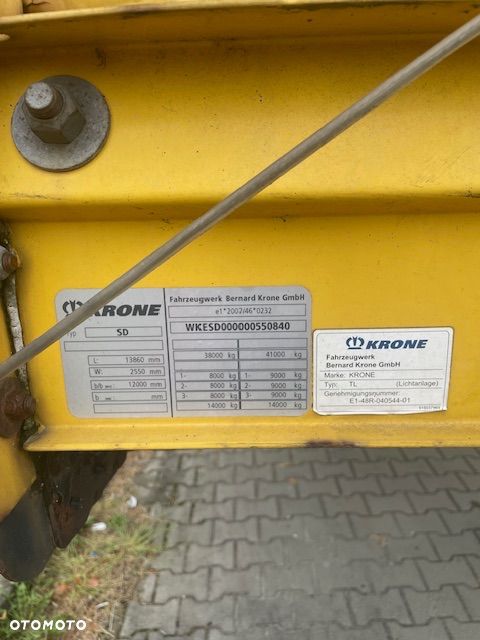 KRONE
yp SD
L: 13860 mm
W: 2550 mm
b/b 12000 mm
b mm
Fahrzeugwerk Bernard Krone GmbH
e1*2007/46*0232
WKESD000000550840
38000 kg 41000 kg
1- 8000 kg 1- 9000 kg
2- 8000 kg 2- 9000 kg
3- 8000 kg 3- 9000 kg
14000 kg 14000 kg
KRONE
Fahrzeugwerk
Bernard Krone GmbH
Marke: KRONE
Typ: TL (Lichtanlage)
Genehmigungsnummer:
E1-48R-040544-01
OTOMOTO